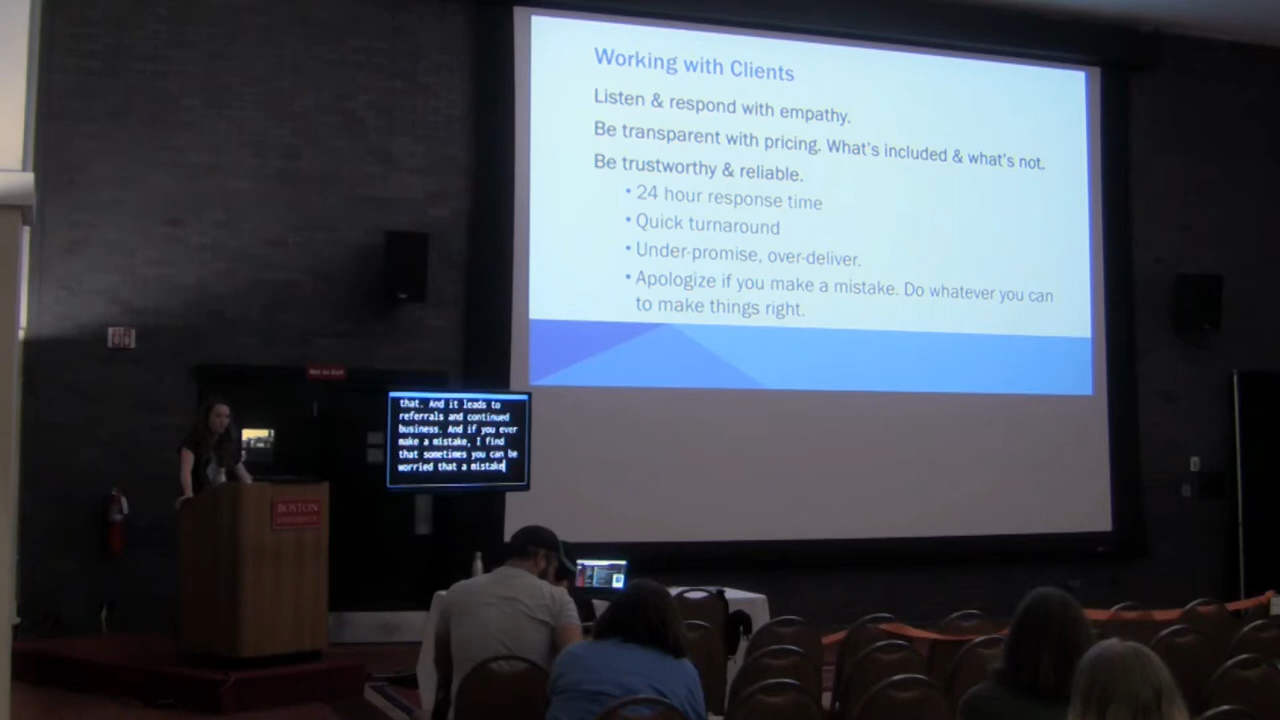 Working with Clients
Listen & respond with empathy.
Be transparent with pricing. What's included & what's not.
Be trustworthy & reliable.
• 24 hour response time
• Quick turnaround
• Under-promise, over-deliver.
• Apologize if you make a mistake. Do whatever you can
to make things right.
that. And it leads to
referrals and continued
business. And if you ever
make a mistake, I find
that sometimes you can be
worried that a mistake
BOSTON
UNIVERSITY